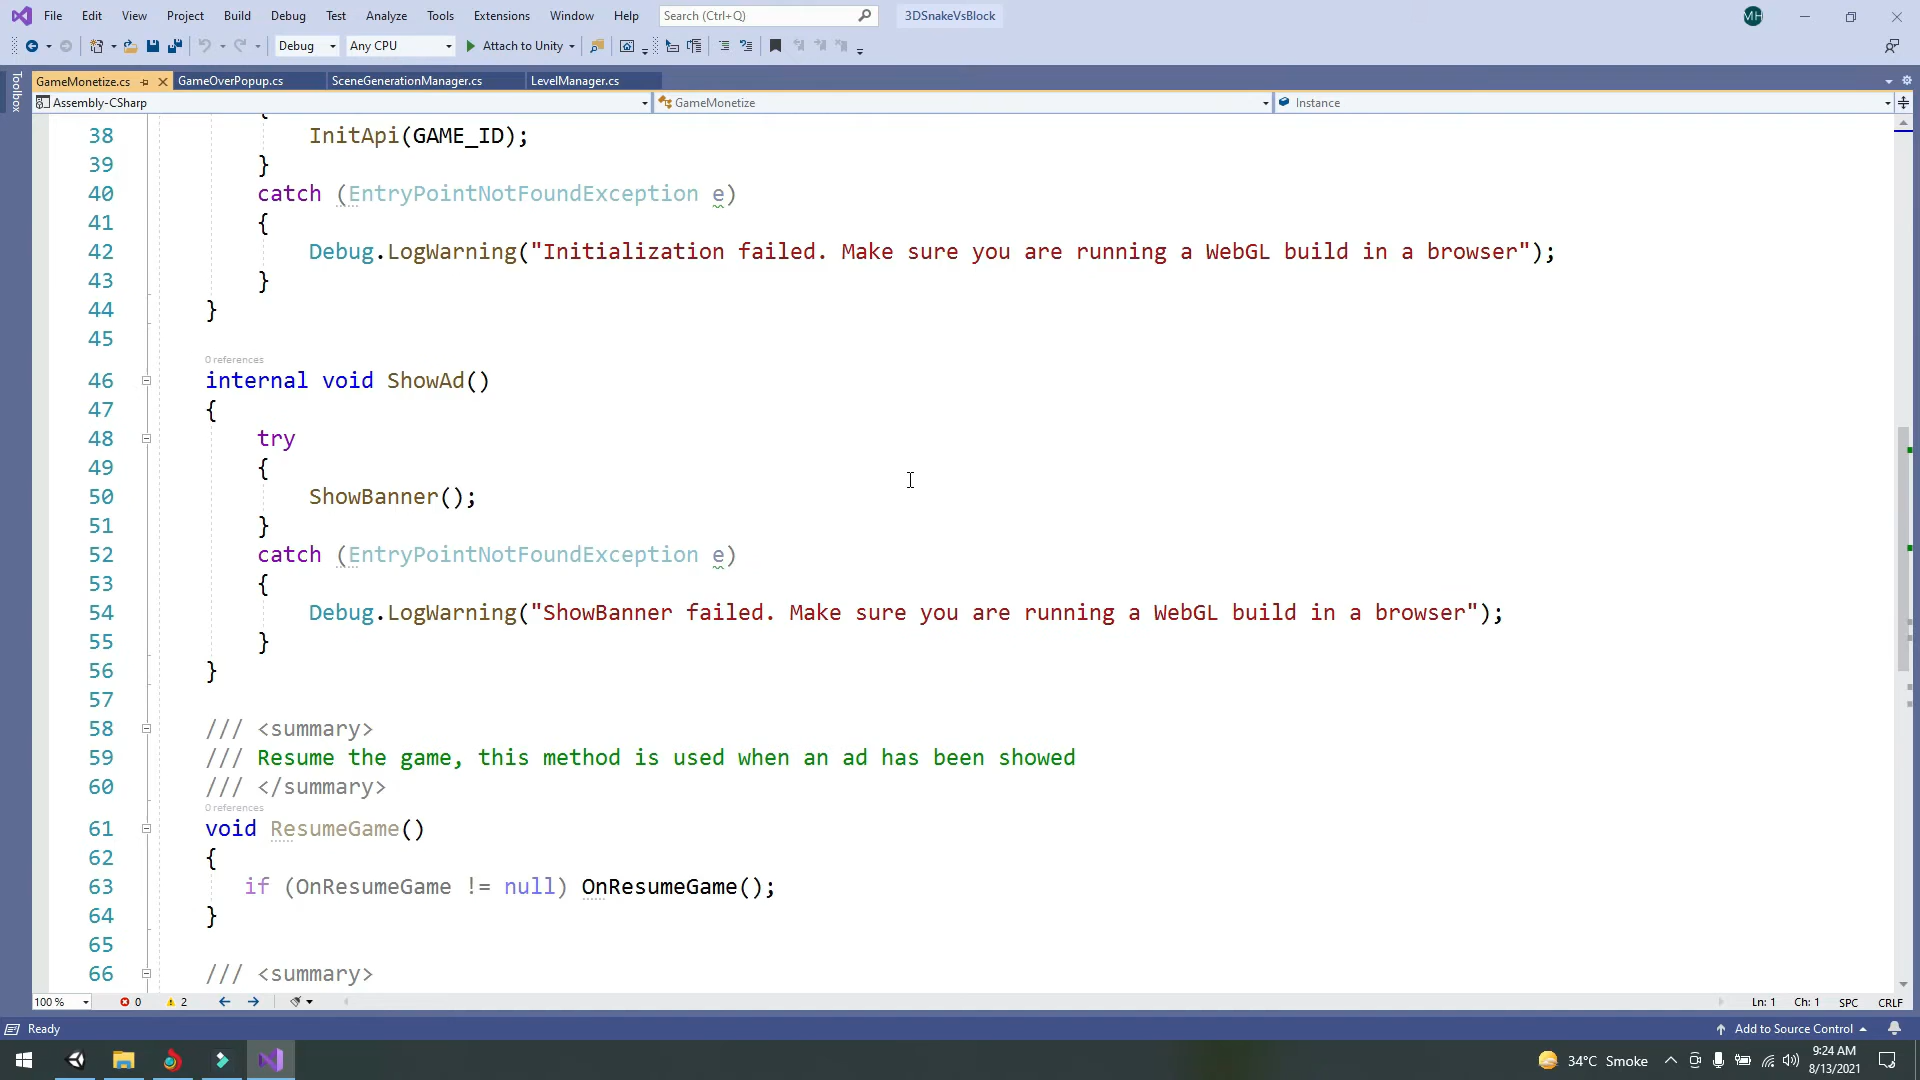 File Edit View Project Build Debug Test Analyze Tools Extensions Window Help Search (Ctrl+Q) 3DSnakeVsBlock MH
Debug Any CPU Attach to Unity
Toolbox
GameMonetize.cs GameOverPopup.cs SceneGenerationManager.cs LevelManager.cs
Assembly-CSharp GameMonetize Instance
{
38 InitApi(GAME_ID);
39 }
40 catch (EntryPointNotFoundException e)
41 {
42 Debug.LogWarning("Initialization failed. Make sure you are running a WebGL build in a browser");
43 }
44 }
45
0 references
46 internal void ShowAd()
47 {
48 try
49 {
50 ShowBanner();
51 }
52 catch (EntryPointNotFoundException e)
53 {
54 Debug.LogWarning("ShowBanner failed. Make sure you are running a WebGL build in a browser");
55 }
56 }
57
58 /// <summary>
59 /// Resume the game, this method is used when an ad has been showed
60 /// </summary>
0 references
61 void ResumeGame()
62 {
63 if (OnResumeGame != null) OnResumeGame();
64 }
65
66 /// <summary>
100 % 0 2 Ln: 1 Ch: 1 SPC CRLF
Ready Add to Source Control
34°C Smoke 9:24 AM
8/13/2021